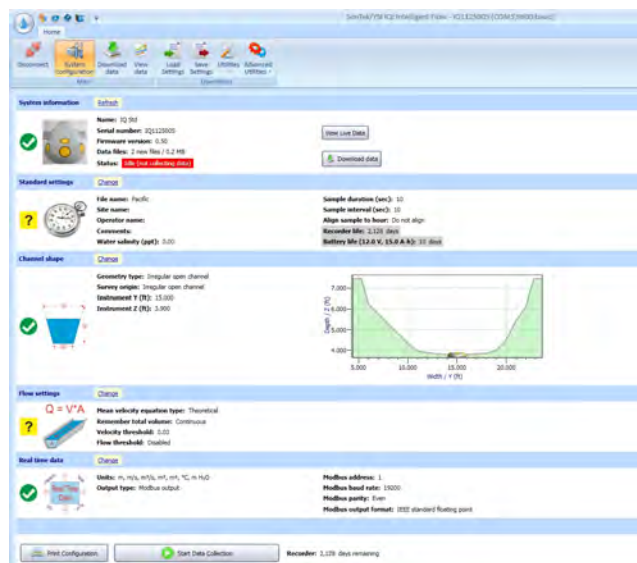 SonTek/YSI IQ Intelligent Flow - IQ1125005 (COM13
Home
Disconnect
System Configuration
Download data
View data
Load Settings
Save Settings
Utilities
Advanced Utilities
System information Refresh
Name: IQ Std
Serial number: IQ1125005
Firmware version: 0.50
Data files: 2 new files / 0.2 MB
Status: Idle (not collecting data)
View Live Data
Download data
Standard settings Change
File name: Pacific
Site name:
Operator name:
Comments:
Water salinity (ppt): 0.00
Sample duration (sec): 10
Sample interval (sec): 10
Align sample to hour: Do not align
Recorder life: 2,128 days
Battery life (12.0 V, 15.0 A-h): 33 days
Channel shape Change
Geometry type: Irregular open channel
Survey origin: Irregular open channel
Instrument Y (ft): 15.000
Instrument Z (ft): 3.900
Depth / Z (ft)
7.000
6.000
5.000
4.000
5.000 10.000 15.000 20.000
Width / Y (ft)
Flow settings Change
Q = V*A
Mean velocity equation type: Theoretical
Remember total volume: Continuous
Velocity threshold: 0.03
Flow threshold: Disabled
Real time data Change
Real Time Data
Units: m, m/s, m³/s, m³, m², °C, m H₂O
Output type: Modbus output
Modbus address: 1
Modbus baud rate: 19200
Modbus parity: Even
Modbus output format: IEEE standard floating point
Print Configuration
Start Data Collection
Recorder: 2,128 days remaining